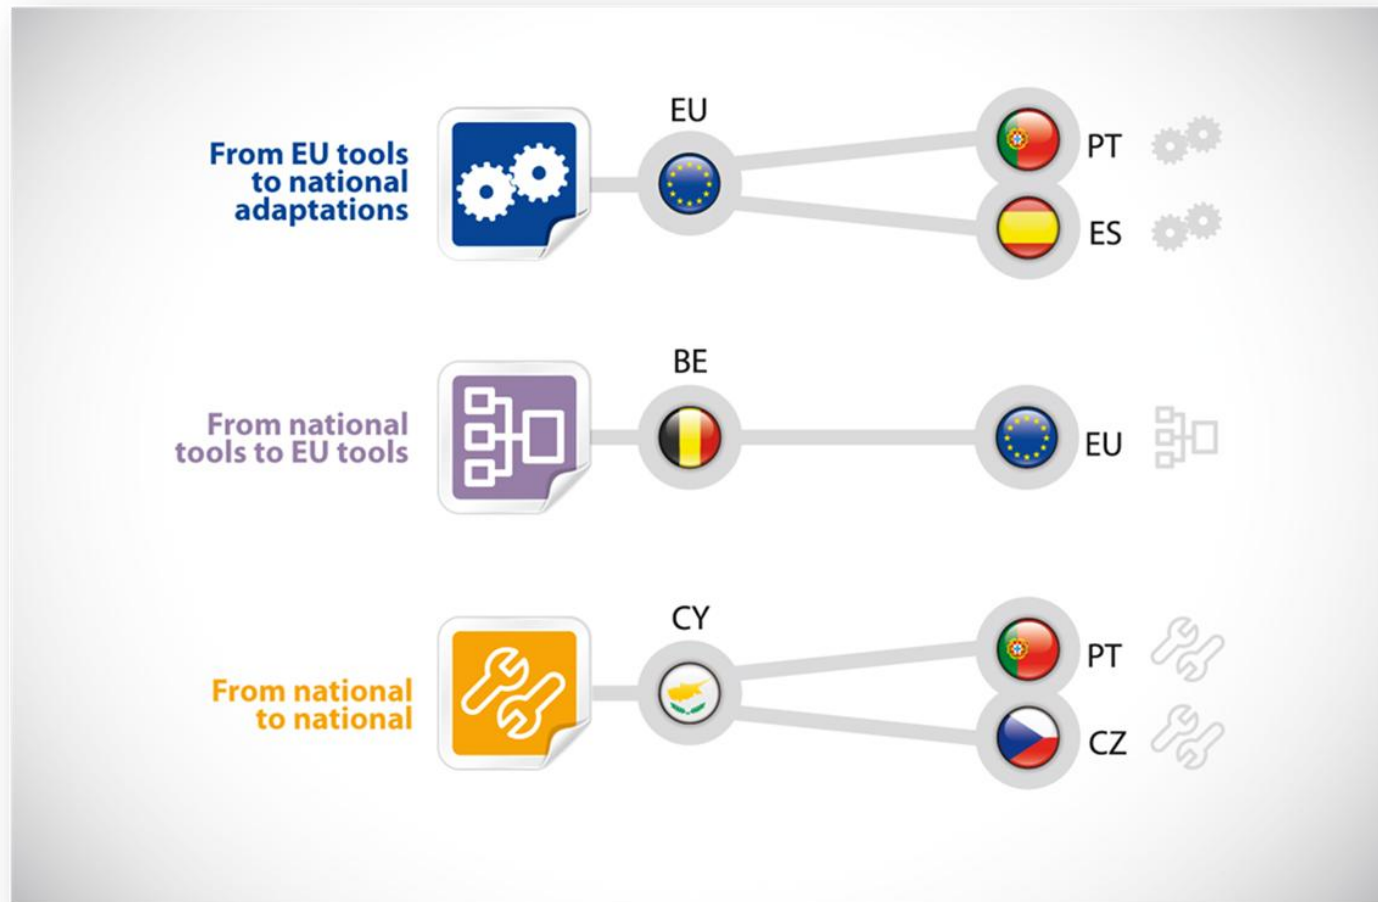 From EU tools
to national
adaptations
EU
PT
ES
From national
tools to EU tools
BE
EU
From national
to national
CY
PT
CZ